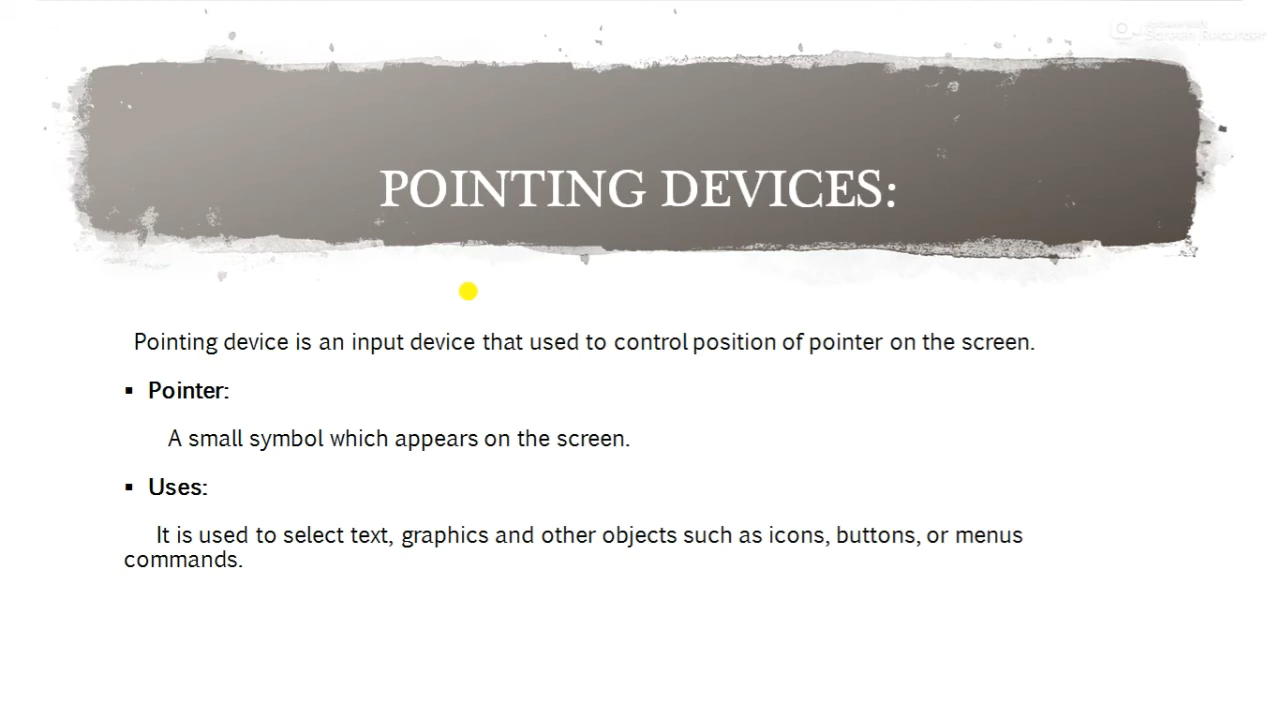 Screen Recorder
POINTING DEVICES:
Pointing device is an input device that used to control position of pointer on the screen.
▪ Pointer:
A small symbol which appears on the screen.
▪ Uses:
It is used to select text, graphics and other objects such as icons, buttons, or menus
commands.